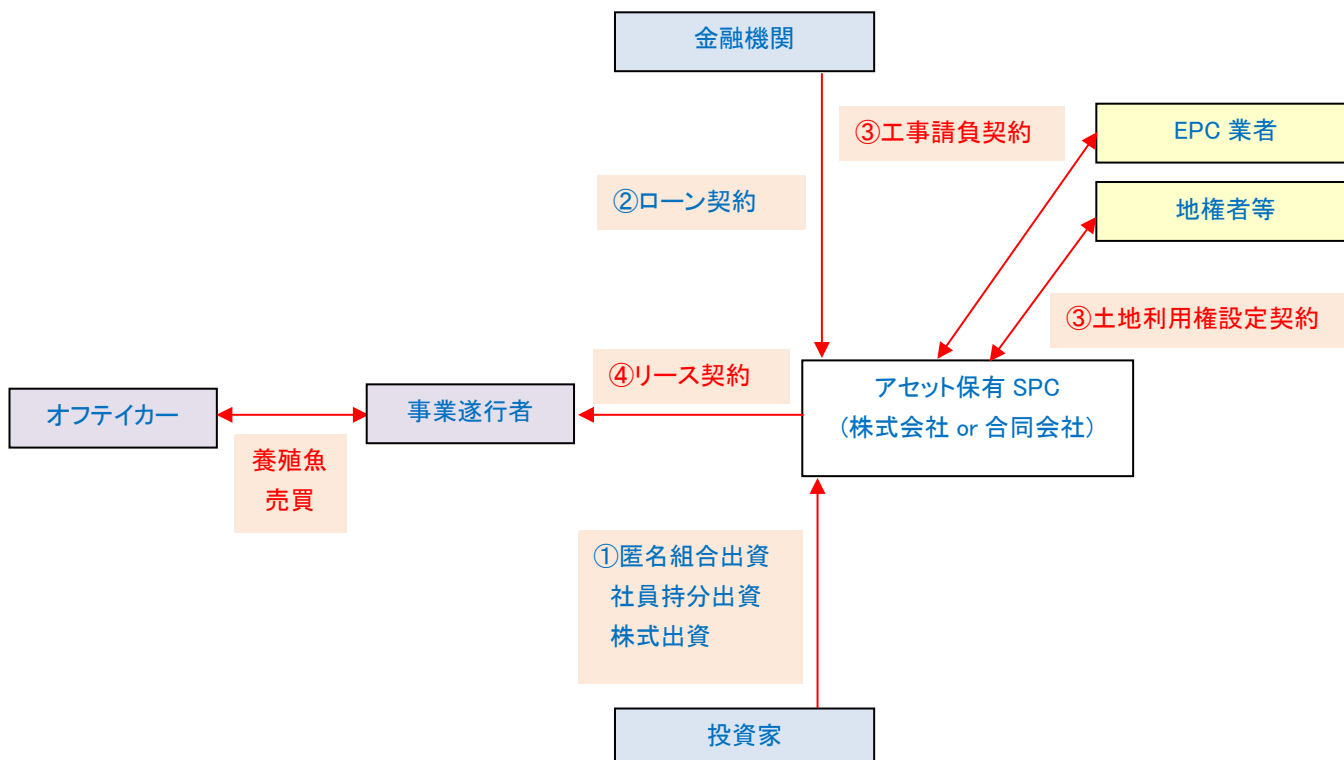 金融機関
③工事請負契約
EPC 業者
②ローン契約
地権者等
③土地利用権設定契約
④リース契約
アセット保有 SPC
(株式会社 or 合同会社)
オフテイカー
事業遂行者
養殖魚
売買
①匿名組合出資
社員持分出資
株式出資
投資家